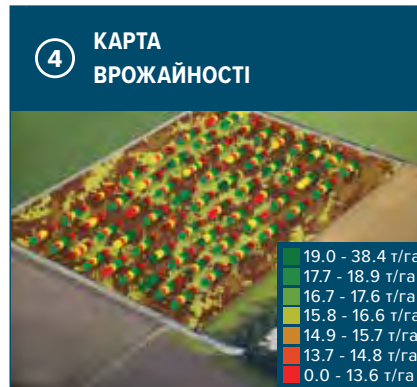 4
КАРТА
ВРОЖАЙНОСТІ
19.0 - 38.4 т/га
17.7 - 18.9 т/га
16.7 - 17.6 т/га
15.8 - 16.6 т/га
14.9 - 15.7 т/га
13.7 - 14.8 т/га
0.0 - 13.6 т/га